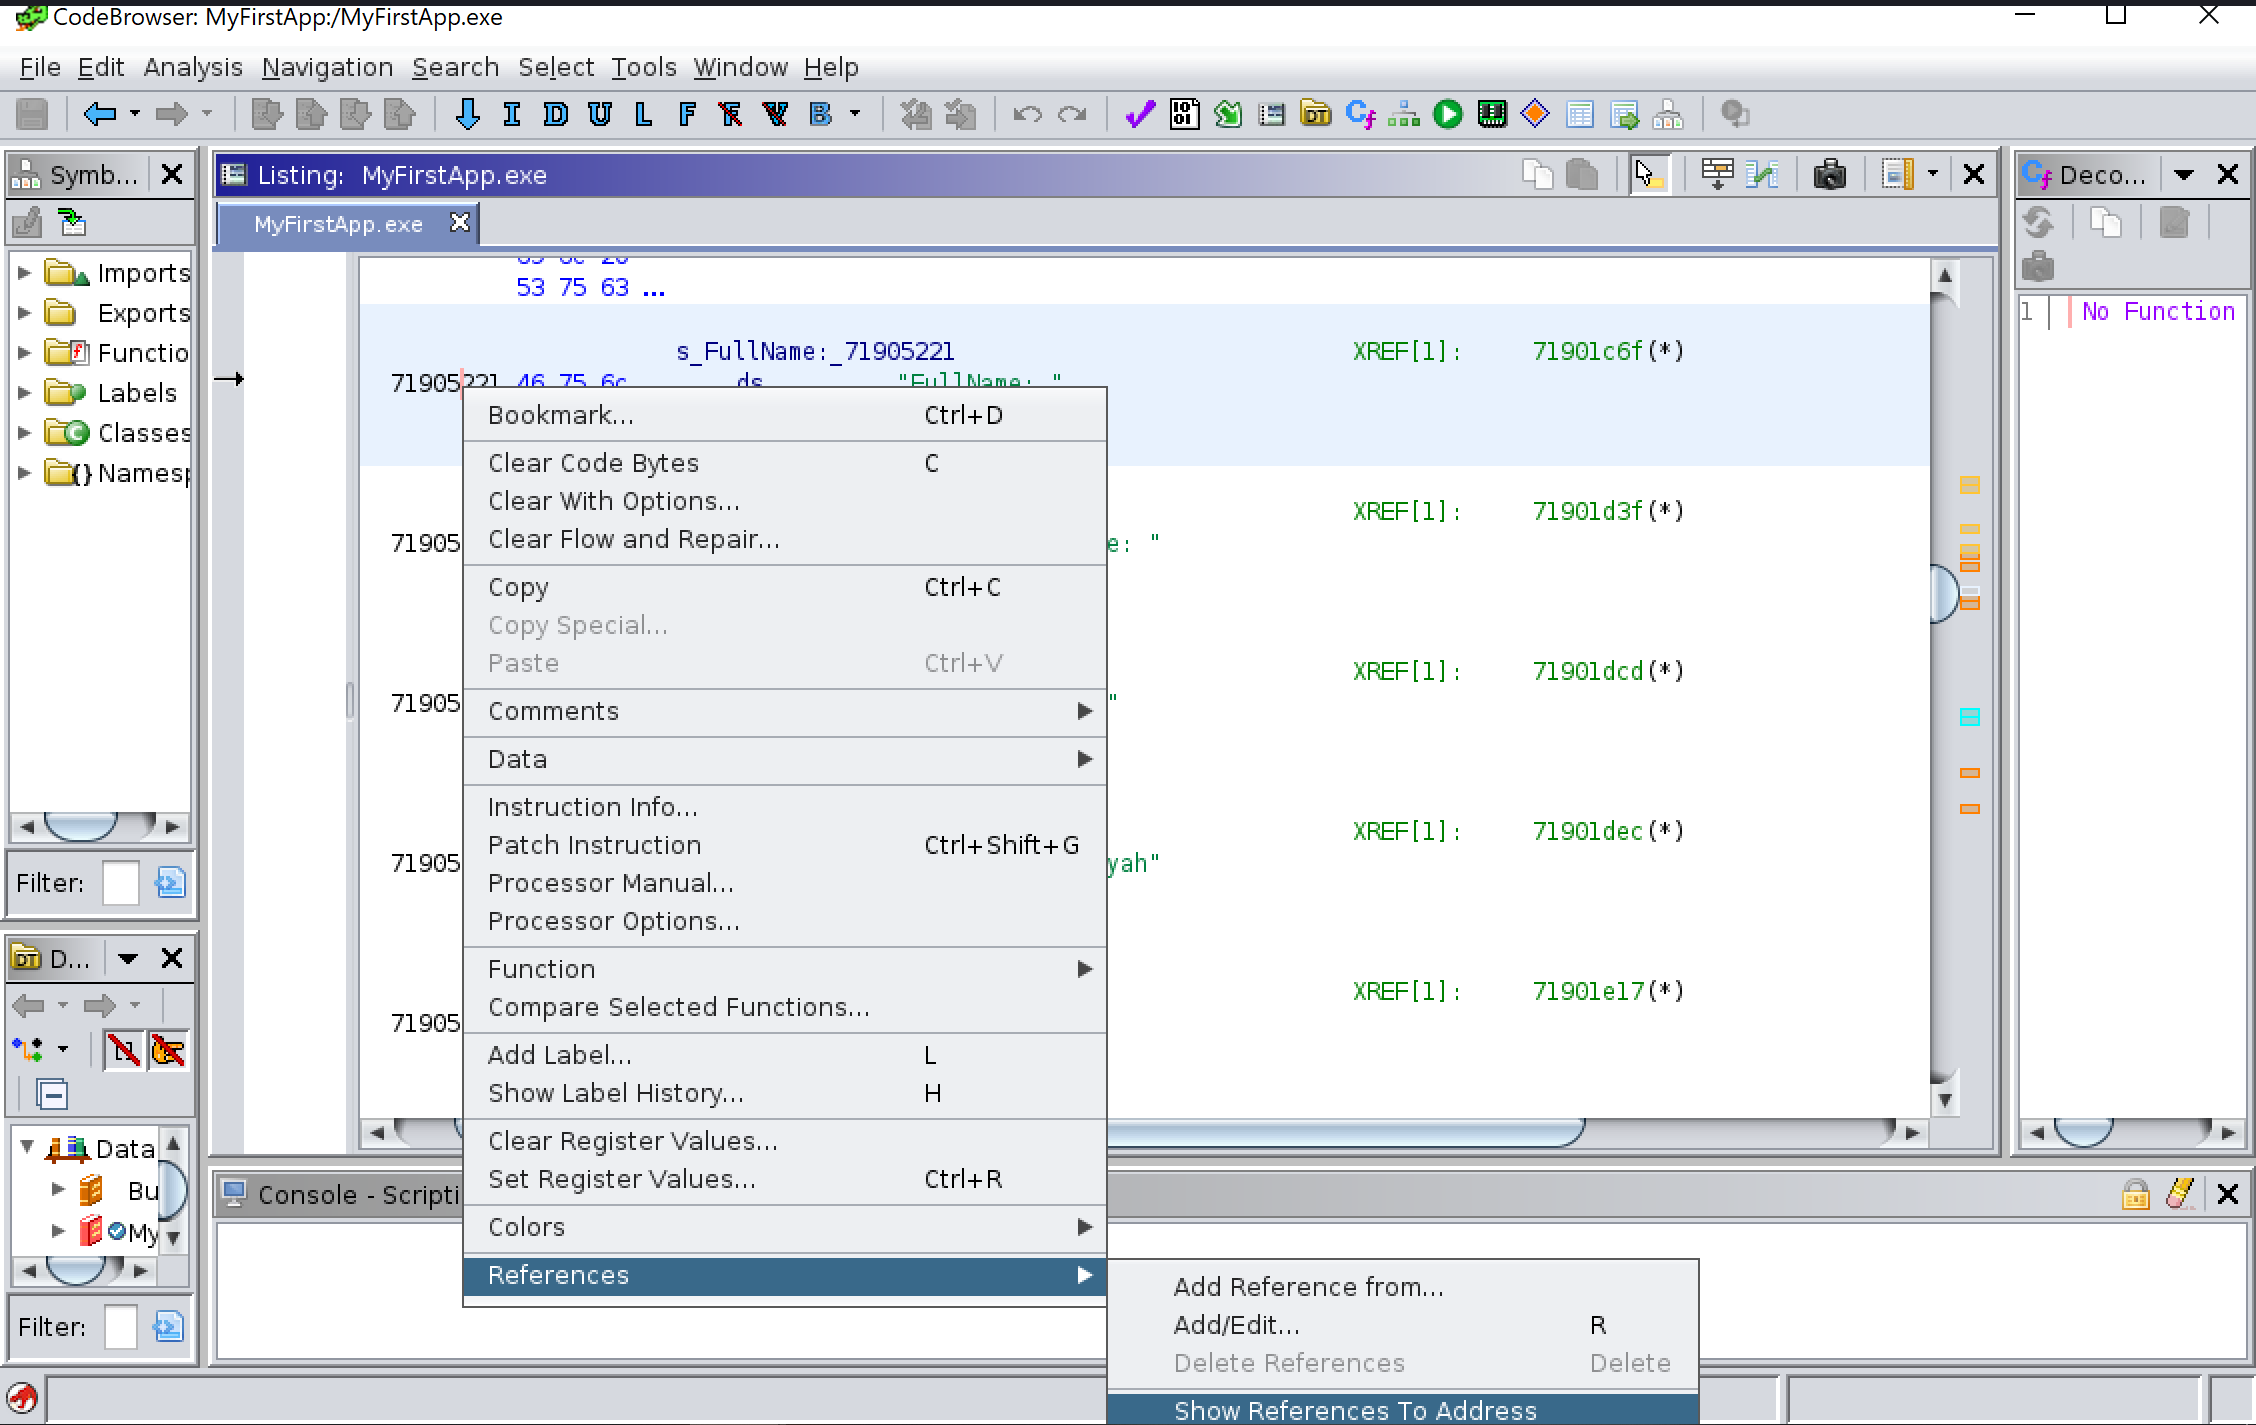 CodeBrowser: MyFirstApp:/MyFirstApp.exe
File Edit Analysis Navigation Search Select Tools Window Help
I D U L F B
Symb...
Listing: MyFirstApp.exe
Deco...
MyFirstApp.exe
Imports
Exports
Functio
Labels
Classes
Namesp
Filter:
D...
Data
Bu
My
Filter:
53 75 63 ...
s_FullName:_71905221 XREF[1]: 71901c6f(*)
71905221 46 75 6c ds "FullName: "
XREF[1]: 71901d3f(*)
71905 e: "
XREF[1]: 71901dcd(*)
71905 "
XREF[1]: 71901dec(*)
71905 yah"
XREF[1]: 71901e17(*)
71905
Bookmark... Ctrl+D
Clear Code Bytes C
Clear With Options...
Clear Flow and Repair...
Copy Ctrl+C
Copy Special...
Paste Ctrl+V
Comments
Data
Instruction Info...
Patch Instruction Ctrl+Shift+G
Processor Manual...
Processor Options...
Function
Compare Selected Functions...
Add Label... L
Show Label History... H
Clear Register Values...
Set Register Values... Ctrl+R
Colors
References
Add Reference from...
Add/Edit... R
Delete References Delete
Show References To Address
1 No Function
Console - Scripti